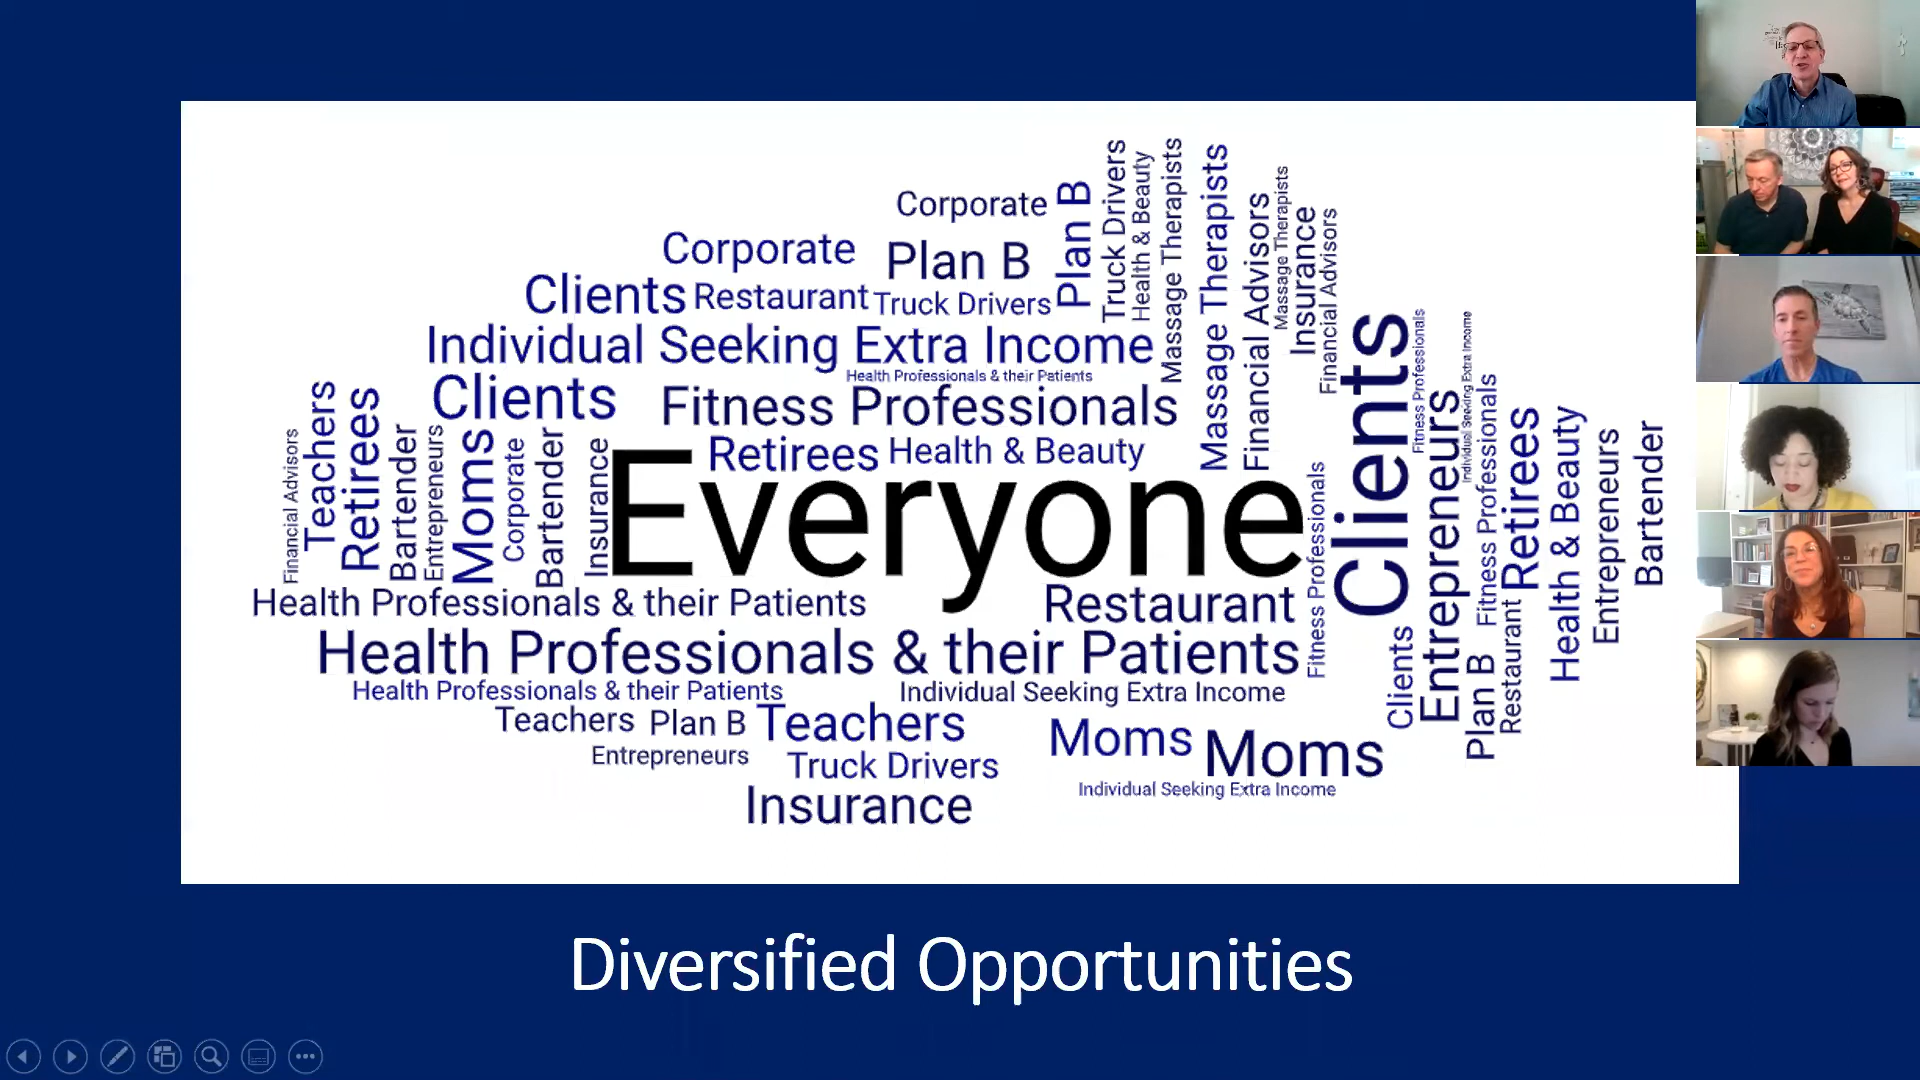 Corporate
Plan B
Truck Drivers
Health & Beauty
Massage Therapists
Massage Therapists
Financial Advisors
Massage Therapists
Insurance
Financial Advisors
Corporate
Plan B
Clients
Restaurant
Truck Drivers
Individual Seeking Extra Income
Health Professionals & their Patients
Clients
Fitness Professionals
Retirees
Health & Beauty
Financial Advisors
Teachers
Retirees
Bartender
Entrepreneurs
Moms
Corporate
Bartender
Insurance
Everyone
Fitness Professionals
Clients
Fitness Professionals
Entrepreneurs
Individual Seeking Extra Income
Fitness Professionals
Retirees
Health & Beauty
Entrepreneurs
Bartender
Health Professionals & their Patients
Restaurant
Health Professionals & their Patients
Clients
Plan B
Restaurant
Health Professionals & their Patients
Individual Seeking Extra Income
Teachers
Plan B
Teachers
Moms
Moms
Entrepreneurs
Truck Drivers
Individual Seeking Extra Income
Insurance
Diversified Opportunities